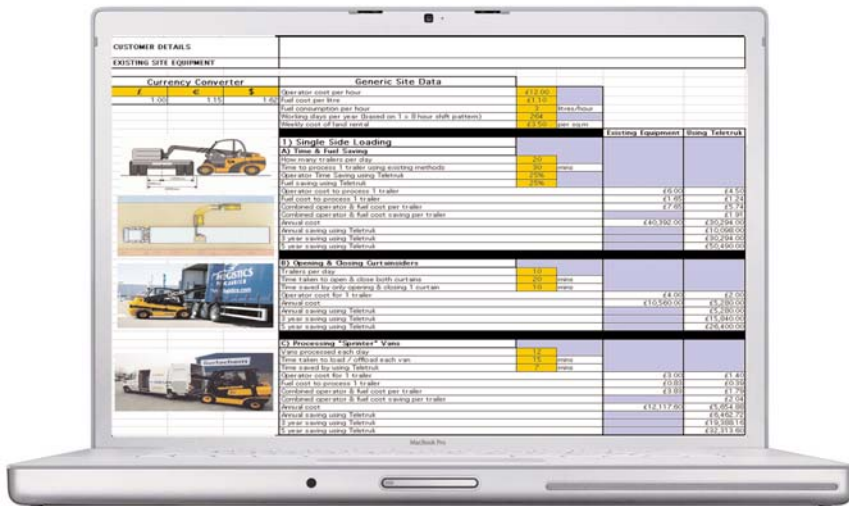 CUSTOMER DETAILS
EXISTING SITE EQUIPMENT
Currency Converter
£ € $
1.00 1.15 1.62
Generic Site Data
Operator cost per hour £12.00
Fuel cost per litre £1.10
Fuel consumption per hour 3 litres/hour
Working days per year (based on 1 x 8 hour shift pattern) 264
Weekly cost of land rental £3.50 per sq.m
Existing Equipment Using Teletruk
1) Single Side Loading
A) Time & Fuel Saving
How many trailers per day 20
Time to process 1 trailer using existing methods 30 mins
Operator Time Saving using Teletruk 25%
Fuel saving using Teletruk 25%
Operator cost to process 1 trailer £6.00 £4.50
Fuel cost to process 1 trailer £1.65 £1.24
Combined operator & fuel cost per trailer £7.65 £5.74
Combined operator & fuel cost saving per trailer £1.91
Annual cost £40,392.00 £30,294.00
Annual saving using Teletruk £10,098.00
3 year saving using Teletruk £30,294.00
5 year saving using Teletruk £50,490.00
B) Opening & Closing Curtainsiders
Trailers per day 10
Time taken to open & close both curtains 20 mins
Time saved by only opening & closing 1 curtain 10 mins
Operator cost for 1 trailer £4.00 £2.00
Annual cost £10,560.00 £5,280.00
Annual saving using Teletruk £5,280.00
3 year saving using Teletruk £15,840.00
5 year saving using Teletruk £26,400.00
C) Processing "Sprinter" Vans
Vans processed each day 12
Time taken to load / offload each van 15 mins
Time saved by using Teletruk 7 mins
Operator cost for 1 trailer £3.00 £1.40
Fuel cost to process 1 trailer £0.83 £0.39
Combined operator & fuel cost per trailer £3.83 £1.79
Combined operator & fuel cost saving per trailer £2.04
Annual cost £12,117.60 £5,654.88
Annual saving using Teletruk £6,462.72
3 year saving using Teletruk £19,388.16
5 year saving using Teletruk £32,313.60
MacBook Pro